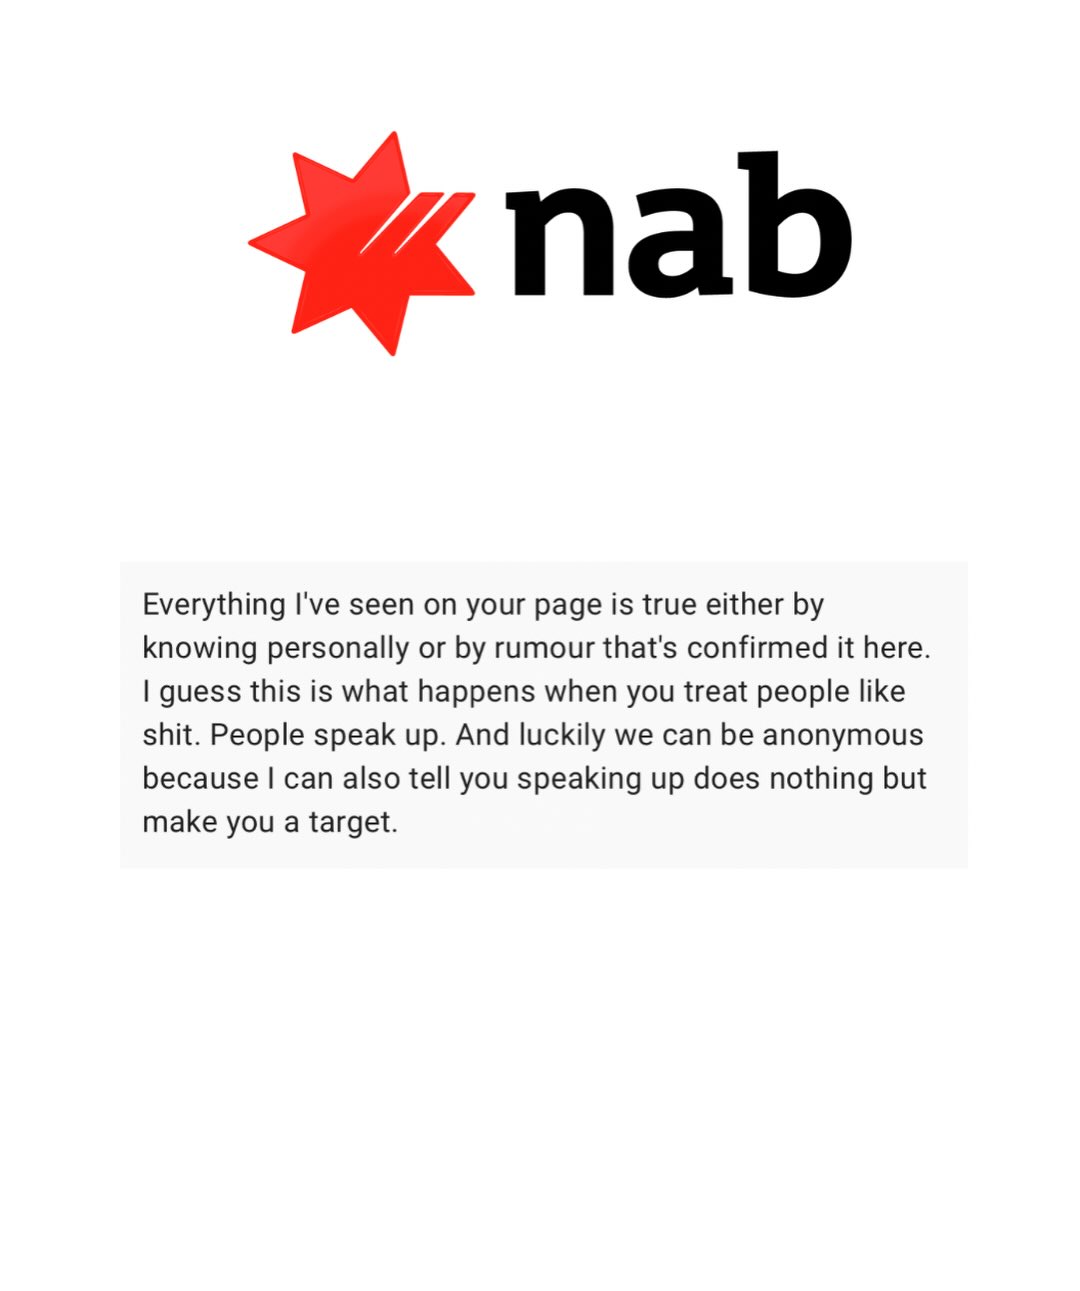 nab
Everything I've seen on your page is true either by
knowing personally or by rumour that's confirmed it here.
I guess this is what happens when you treat people like
shit. People speak up. And luckily we can be anonymous
because I can also tell you speaking up does nothing but
make you a target.